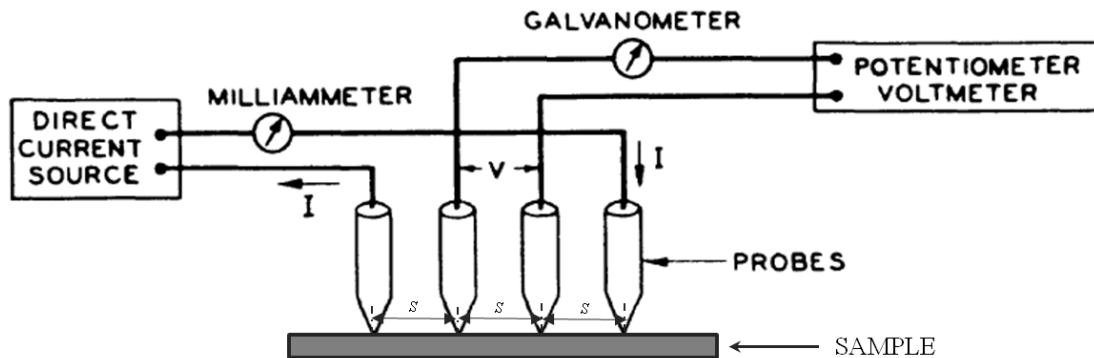 GALVANOMETER
POTENTIOMETER
VOLTMETER
MILLIAMMETER
DIRECT
CURRENT
SOURCE
V
I
I
PROBES
s
s
s
SAMPLE